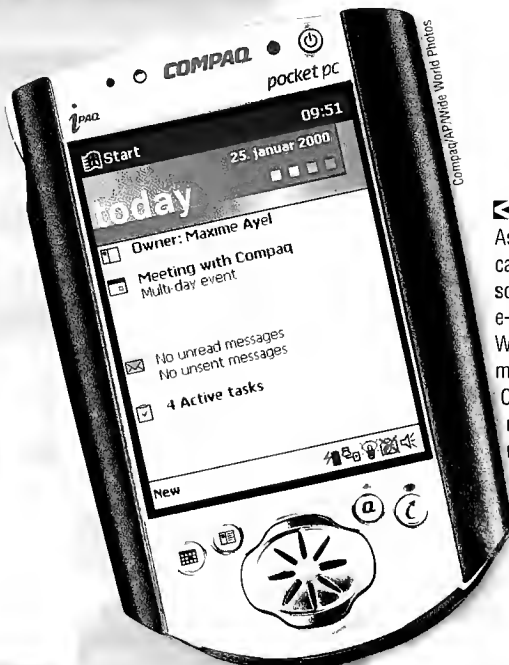 COMPAQ
iPAQ
pocket pc
Start 09:51
25. januar 2000
today
Owner: Maxime Ayel
Meeting with Compaq
Multi-day event
No unread messages
No unsent messages
4 Active tasks
New
Compaq/AP/Wide World Photos
As
ca
e-
W
m
C